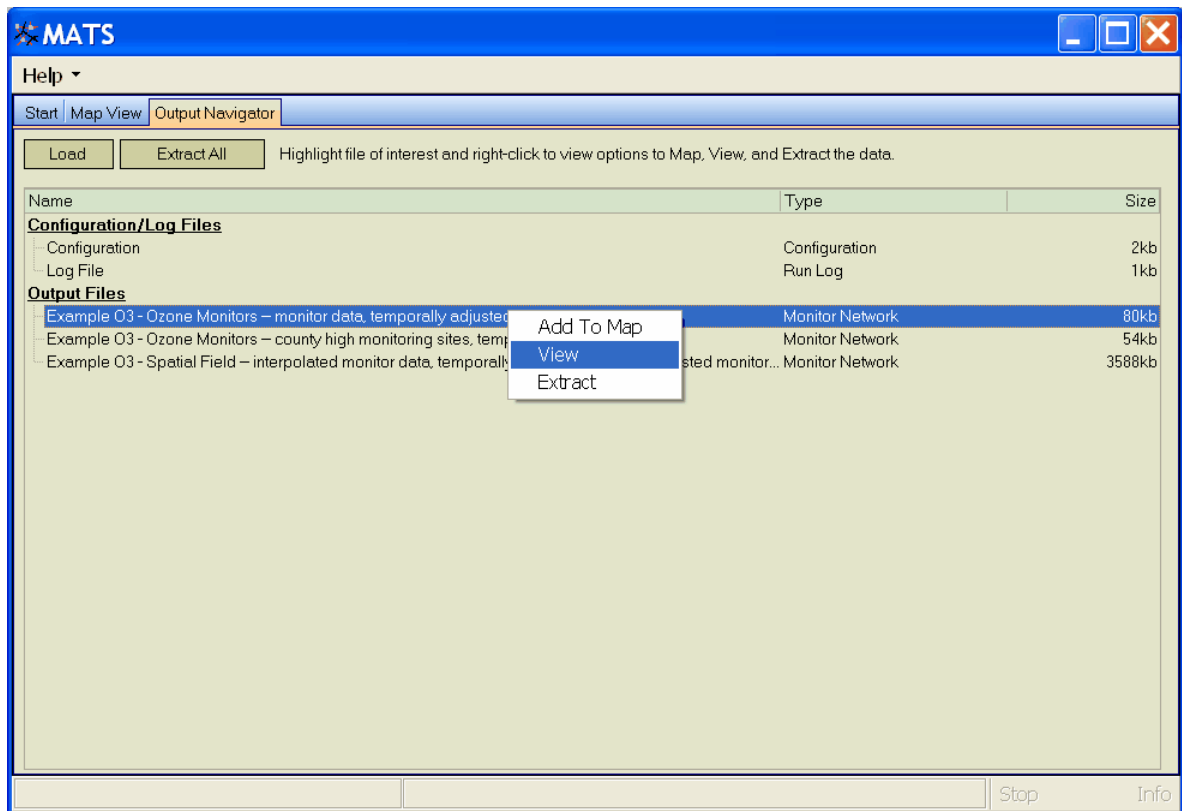 MATS
Help
Start Map View Output Navigator
Load Extract All Highlight file of interest and right-click to view options to Map, View, and Extract the data.
Name Type Size
Configuration/Log Files
Configuration Configuration 2kb
Log File Run Log 1kb
Output Files
Example O3 - Ozone Monitors – monitor data, temporally adjusted Monitor Network 80kb
Example O3 - Ozone Monitors – county high monitoring sites, Monitor Network 54kb
Example O3 - Spatial Field – interpolated monitor data, monitor... Monitor Network 3588kb
Add To Map
View
Extract
Stop Info